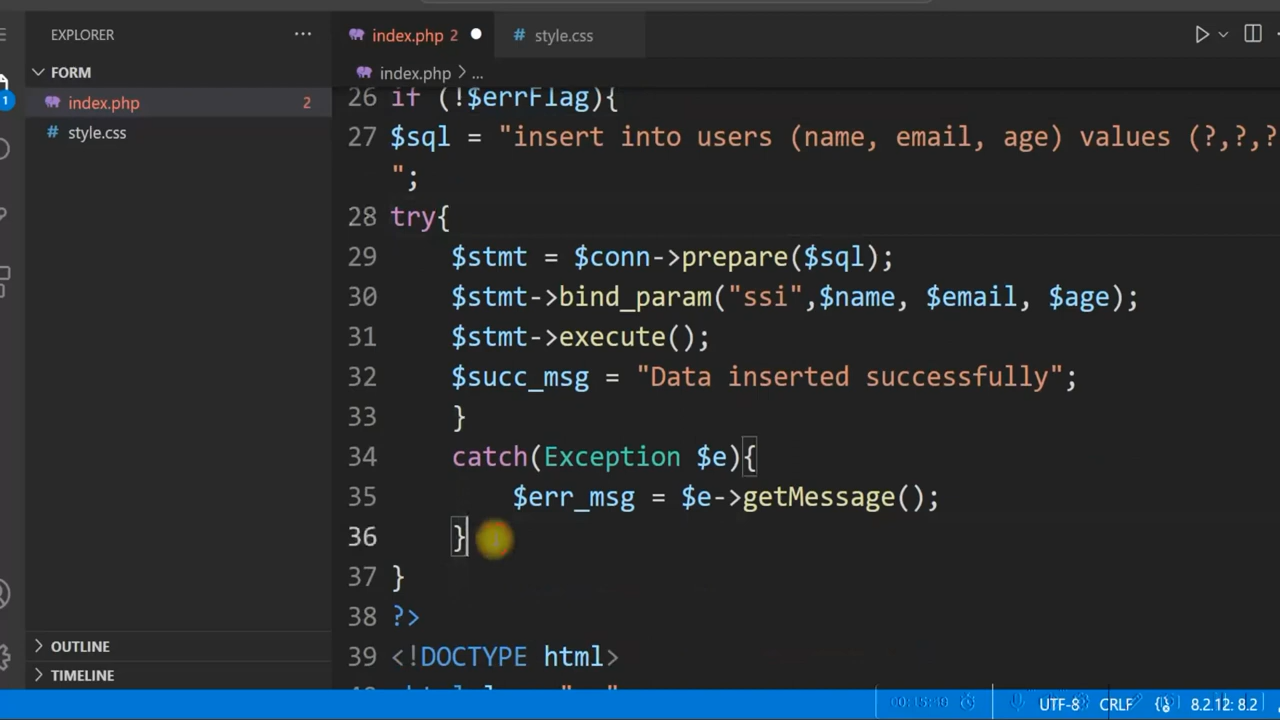 EXPLORER
FORM
index.php 2
style.css
OUTLINE
TIMELINE
index.php 2
style.css
index.php > ...
26 if (!$errFlag){
27 $sql = "insert into users (name, email, age) values (?,?,?
";
28 try{
29 $stmt = $conn->prepare($sql);
30 $stmt->bind_param("ssi",$name, $email, $age);
31 $stmt->execute();
32 $succ_msg = "Data inserted successfully";
33 }
34 catch(Exception $e){
35 $err_msg = $e->getMessage();
36 }
37 }
38 ?>
39 <!DOCTYPE html>
1
UTF-8 CRLF 8.2.12: 8.2